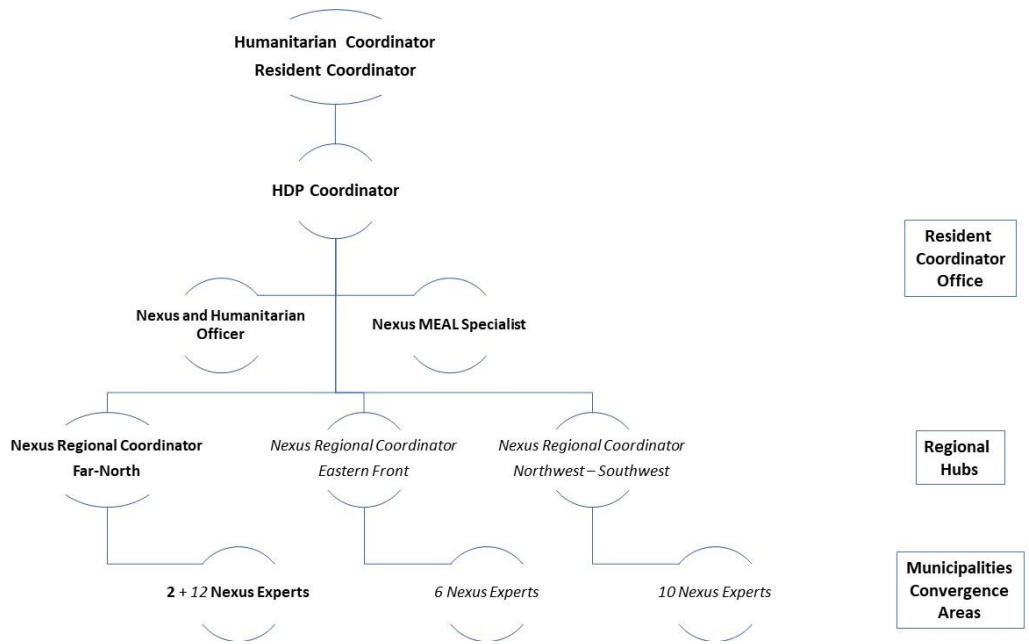 Humanitarian Coordinator
Resident Coordinator
HDP Coordinator
Resident
Coordinator
Office
Nexus and Humanitarian
Officer
Nexus MEAL Specialist
Nexus Regional Coordinator
Far-North
Nexus Regional Coordinator
Eastern Front
Nexus Regional Coordinator
Northwest – Southwest
Regional
Hubs
2 + 12 Nexus Experts
6 Nexus Experts
10 Nexus Experts
Municipalities
Convergence
Areas